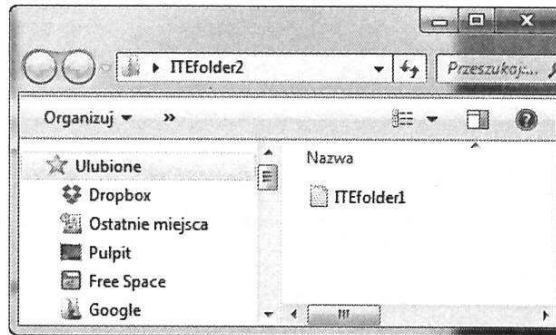 ITEfolder2
Przeszukaj:...
Organizuj
»
Ulubione
Dropbox
Ostatnie miejsca
Pulpit
Free Space
Google
Nazwa
ITEfolder1